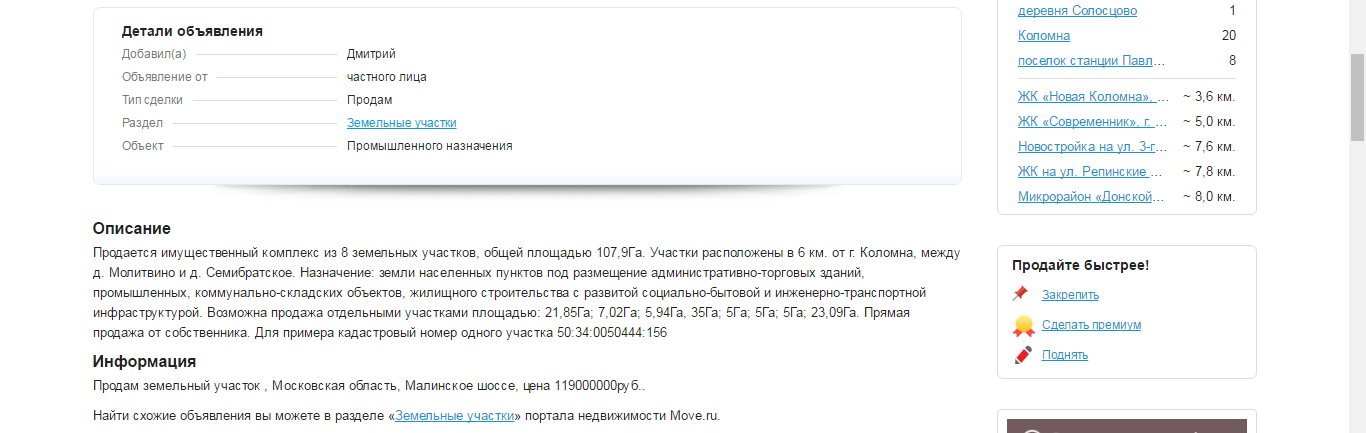 Детали объявления
Добавил(а) Дмитрий
Объявление от частного лица
Тип сделки Продам
Раздел Земельные участки
Объект Промышленного назначения
Описание
Продается имущественный комплекс из 8 земельных участков, общей площадью 107,9Га. Участки расположены в 6 км. от г. Коломна, между
д. Молитвино и д. Семибратское. Назначение: земли населенных пунктов под размещение административно-торговых зданий,
промышленных, коммунально-складских объектов, жилищного строительства с развитой социально-бытовой и инженерно-транспортной
инфраструктурой. Возможна продажа отдельными участками площадью: 21,85Га; 7,02Га; 5,94Га, 35Га; 5Га; 5Га; 5Га; 23,09Га. Прямая
продажа от собственника. Для примера кадастровый номер одного участка 50:34:0050444:156
Информация
Продам земельный участок , Московская область, Малинское шоссе, цена 119000000руб..
Найти схожие объявления вы можете в разделе «Земельные участки» портала недвижимости Move.ru.
деревня Солосцово 1
Коломна 20
поселок станции Павл... 8
ЖК «Новая Коломна», ... ~ 3,6 км.
ЖК «Современник», г. ... ~ 5,0 км.
Новостройка на ул. 3-г... ~ 7,6 км.
ЖК на ул. Репинские ... ~ 7,8 км.
Микрорайон «Донской... ~ 8,0 км.
Продайте быстрее!
Закрепить
Сделать премиум
Поднять